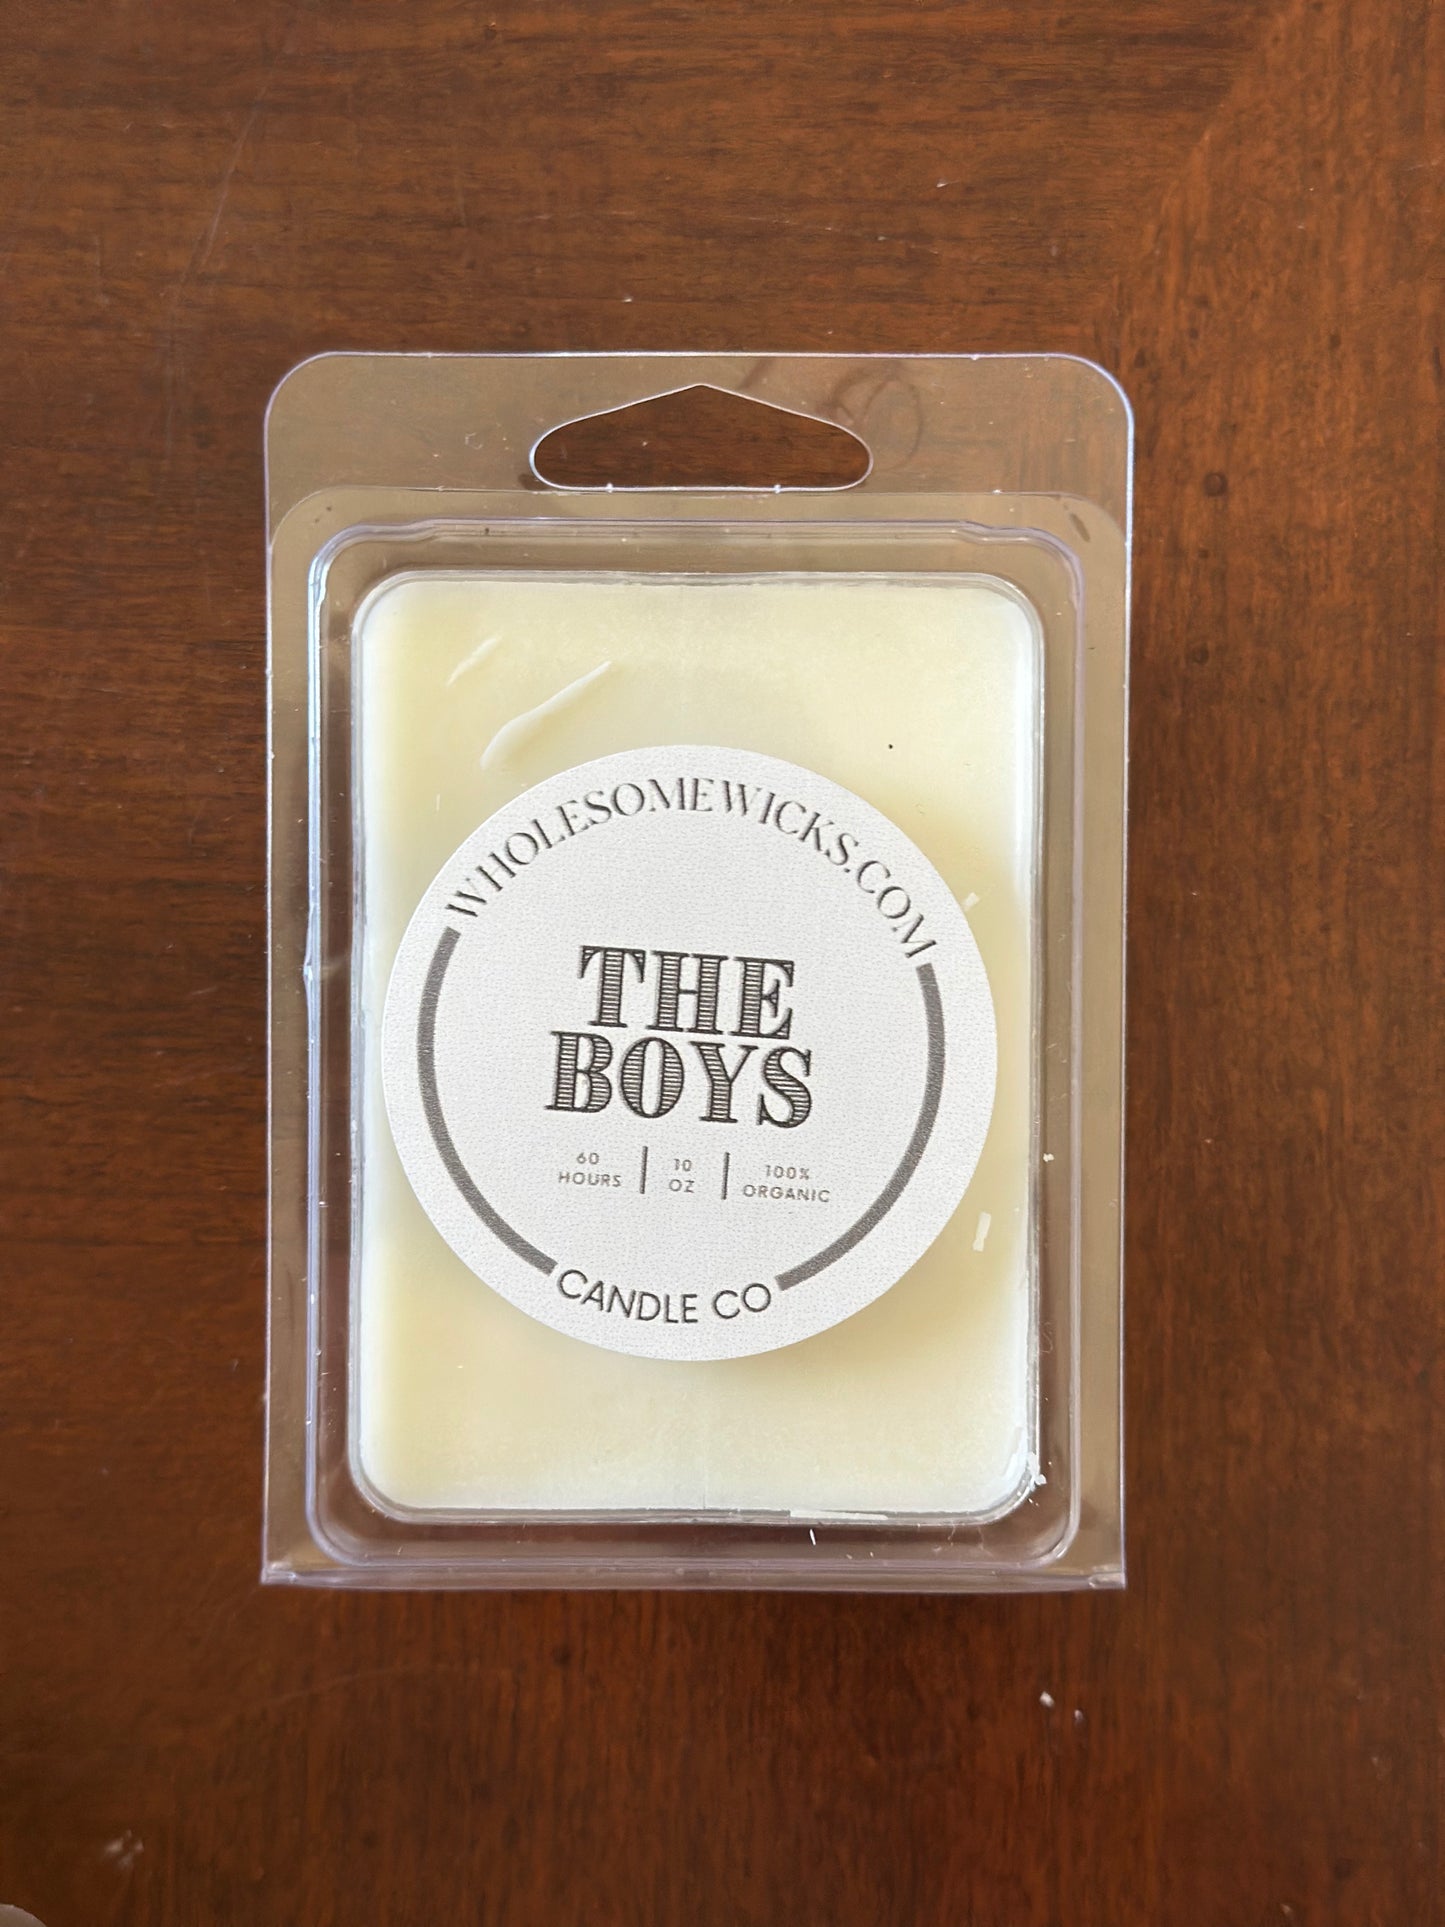 WHOLESOMEWICKS.COM
THE
BOYS
60
HOURS
10
OZ
100%
ORGANIC
CANDLE CO